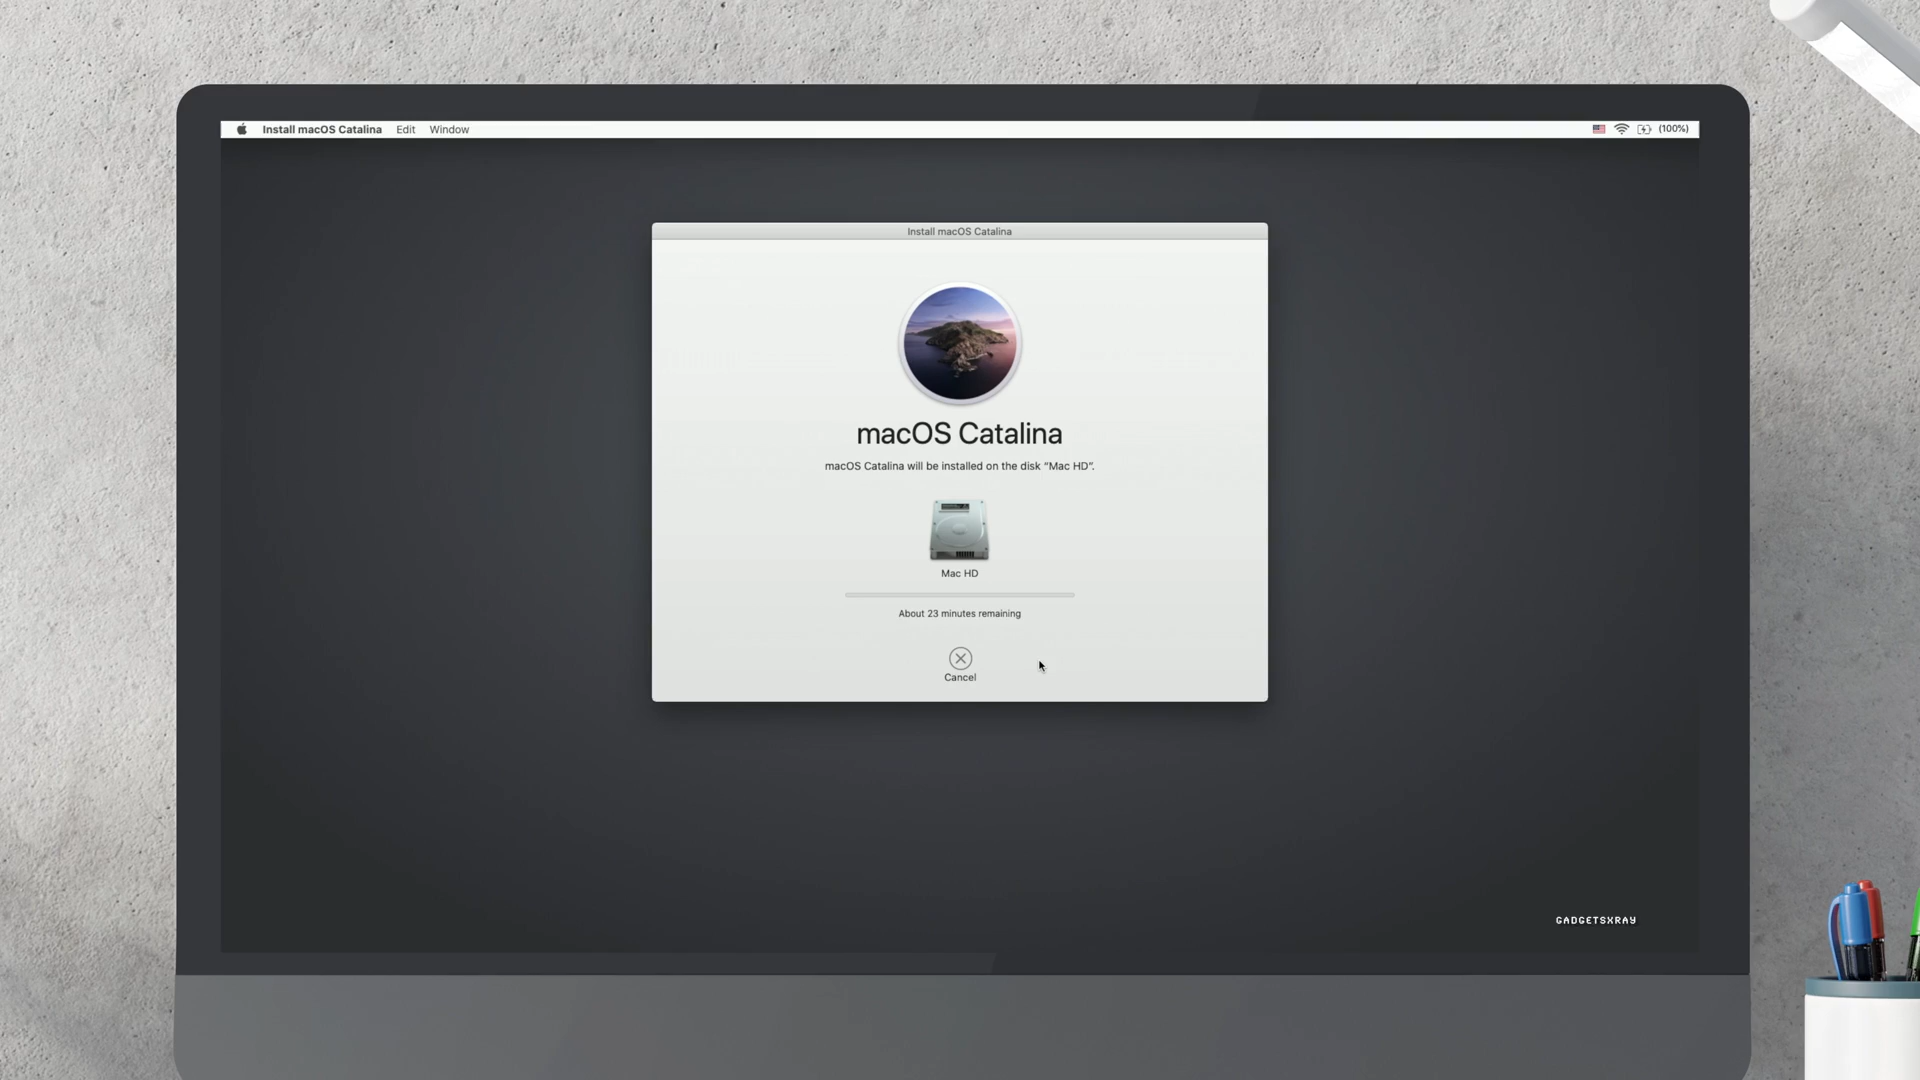 Install macOS Catalina Edit Window (100%)
Install macOS Catalina
macOS Catalina
macOS Catalina will be installed on the disk “Mac HD”.
Mac HD
About 23 minutes remaining
Cancel
GADGETSXRAY